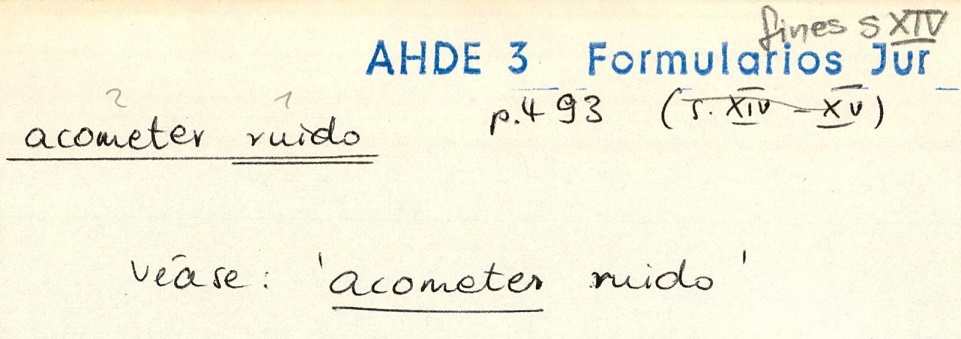 fines s XIV
AHDE 3 Formularios Jur
2 1
acometer ruido p.493 (s. XIV - XV)
véase: 'acometer ruido'